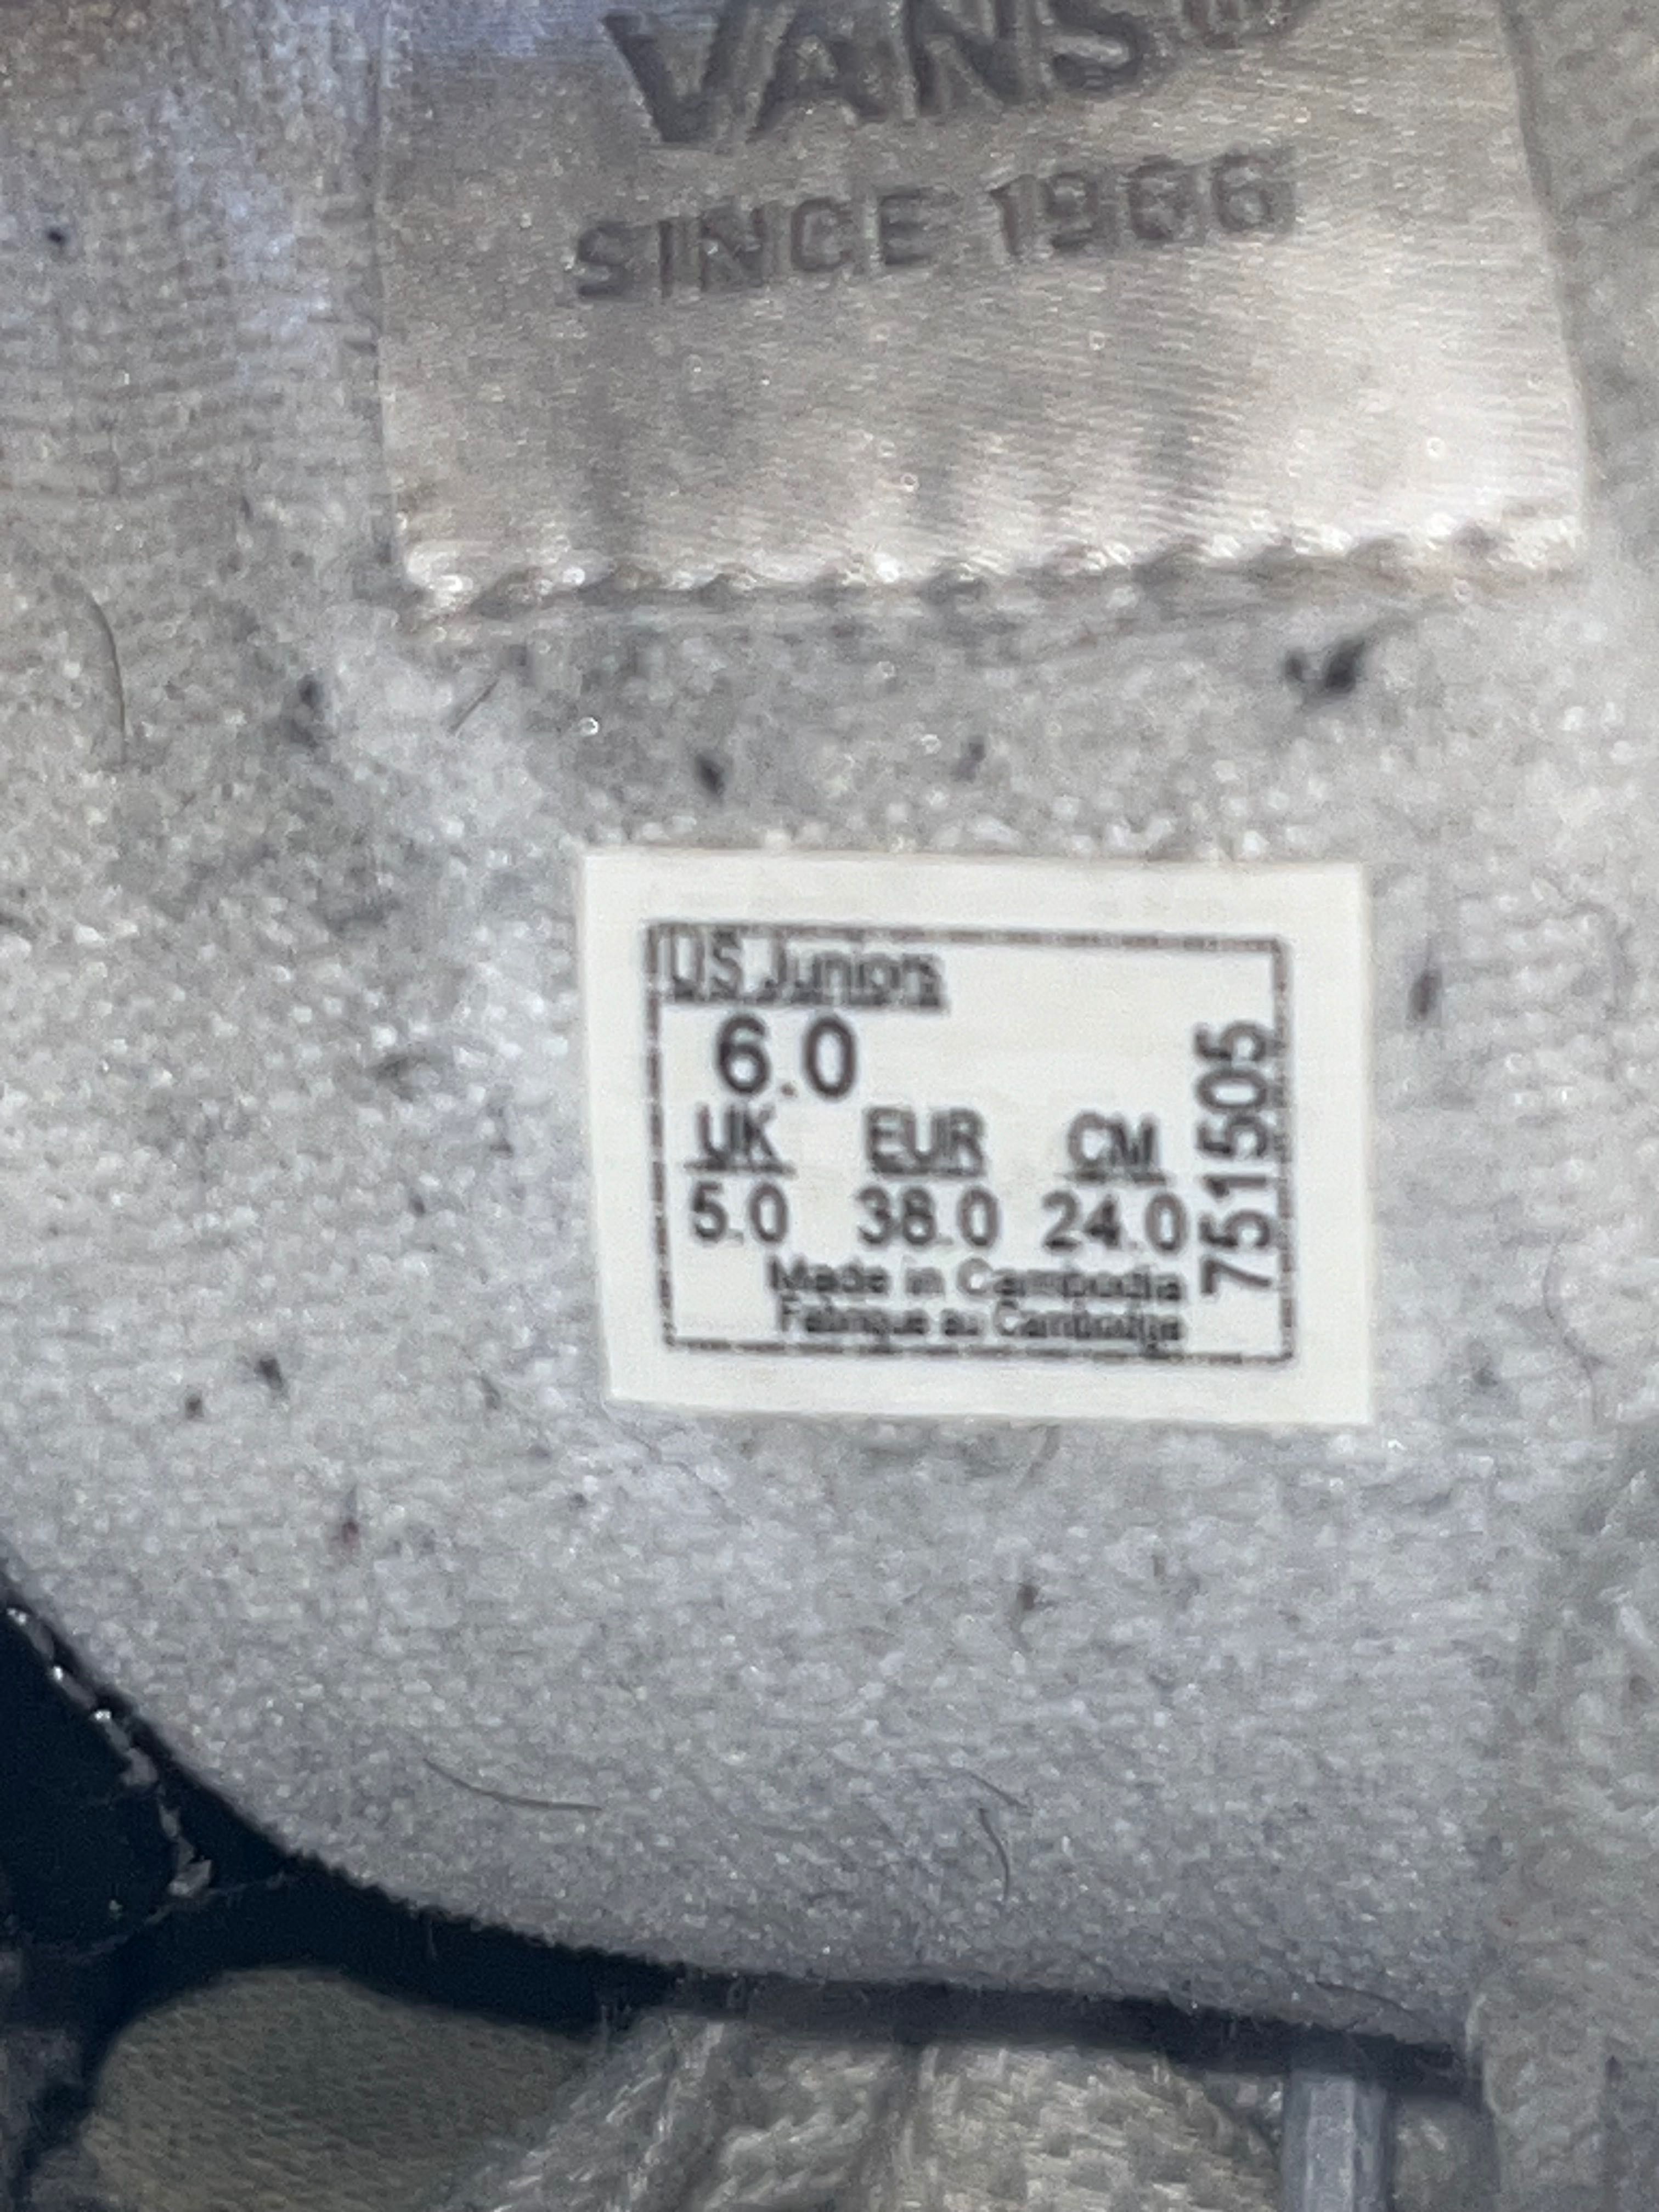 VANS
SINCE 1966
US Juniors
6.0
UK EUR CM
5.0 38.0 24.0
Made in Cambodia
Fabrique au Cambodge
751505